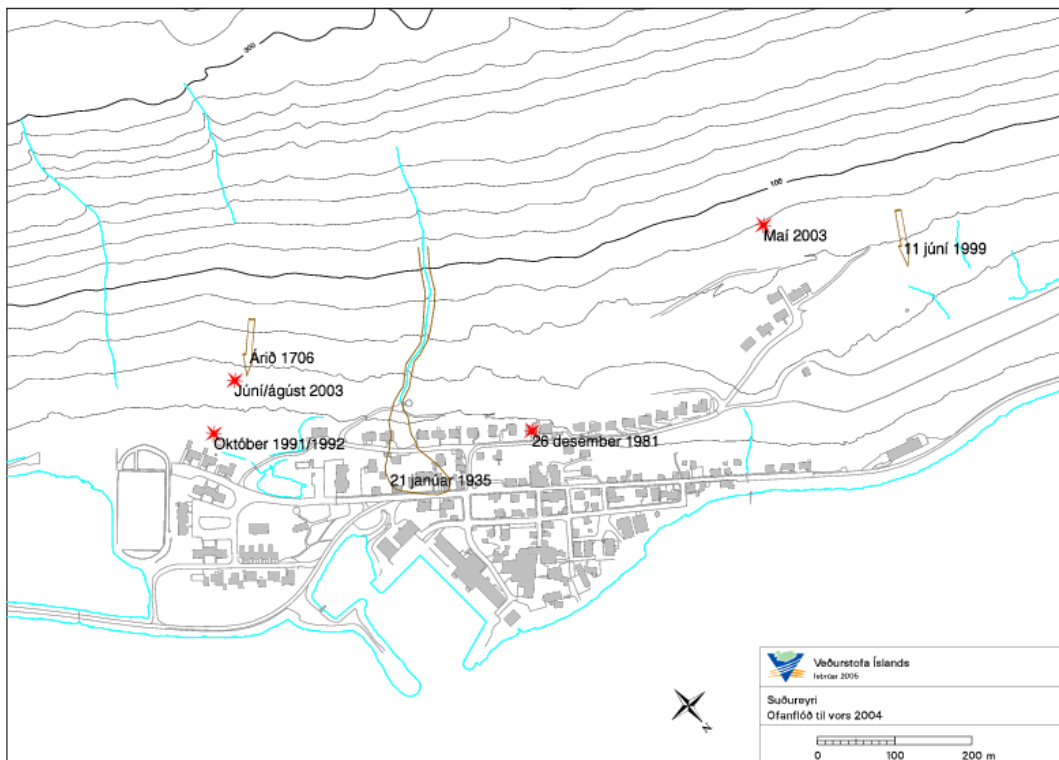 300
100
Maí 2003
11 júní 1999
Árið 1706
Júní/ágúst 2003
Október 1991/1992
26 desember 1981
21 janúar 1935
N
Veðurstofa Íslands
febrúar 2005
Suðureyri
Ofanflóð til vors 2004
0 100 200 m